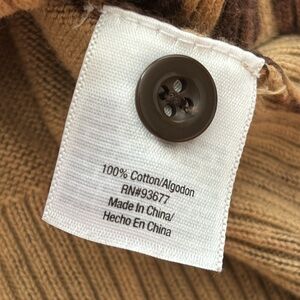 100% Cotton/Algodon
RN#93677
Made In China/
Hecho En China